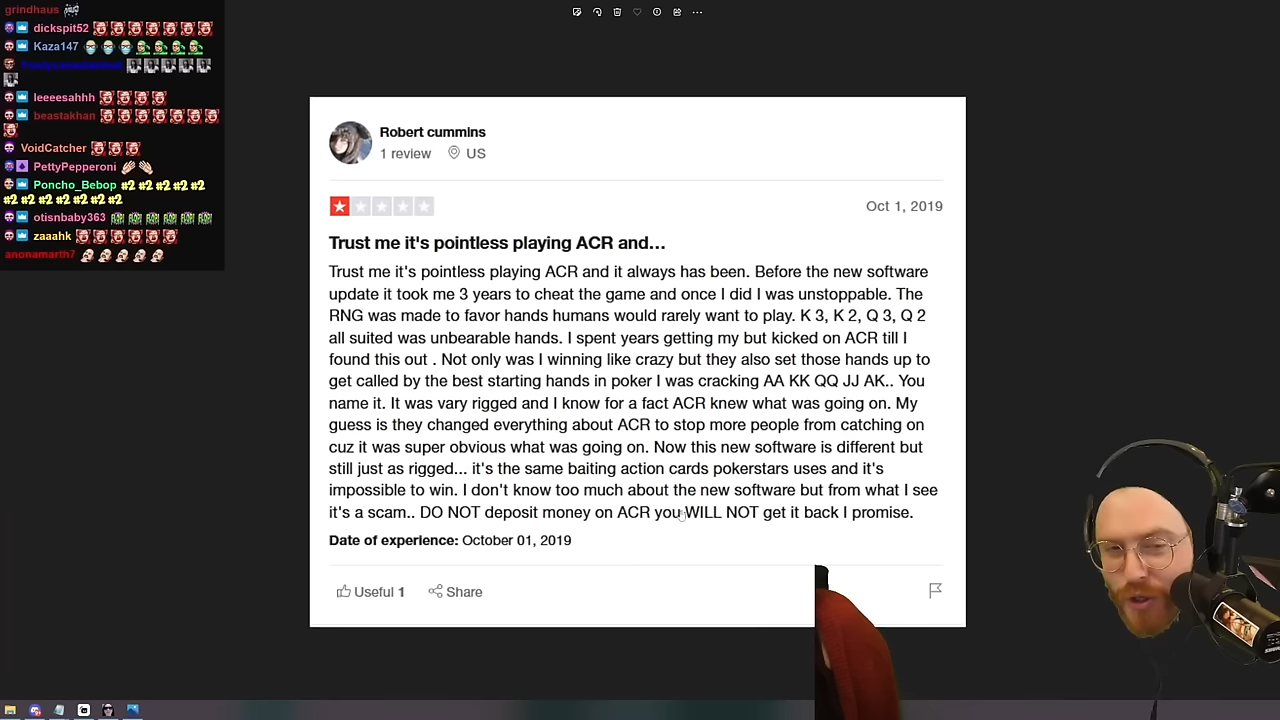 grindhaus
dickspit52
Kaza147
leeeesahhh
beastakhan
VoidCatcher
PettyPepperoni
Poncho_Bebop #2 #2 #2 #2 #2
#2 #2 #2 #2 #2 #2 #2
otisnbaby363
zaaahk
anonamarth7
Robert cummins
1 review US
Oct 1, 2019
Trust me it's pointless playing ACR and...
Trust me it's pointless playing ACR and it always has been. Before the new software
update it took me 3 years to cheat the game and once I did I was unstoppable. The
RNG was made to favor hands humans would rarely want to play. K 3, K 2, Q 3, Q 2
all suited was unbearable hands. I spent years getting my but kicked on ACR till I
found this out . Not only was I winning like crazy but they also set those hands up to
get called by the best starting hands in poker I was cracking AA KK QQ JJ AK.. You
name it. It was vary rigged and I know for a fact ACR knew what was going on. My
guess is they changed everything about ACR to stop more people from catching on
cuz it was super obvious what was going on. Now this new software is different but
still just as rigged... it's the same baiting action cards pokerstars uses and it's
impossible to win. I don't know too much about the new software but from what I see
it's a scam.. DO NOT deposit money on ACR you WILL NOT get it back I promise.
Date of experience: October 01, 2019
Useful 1 Share